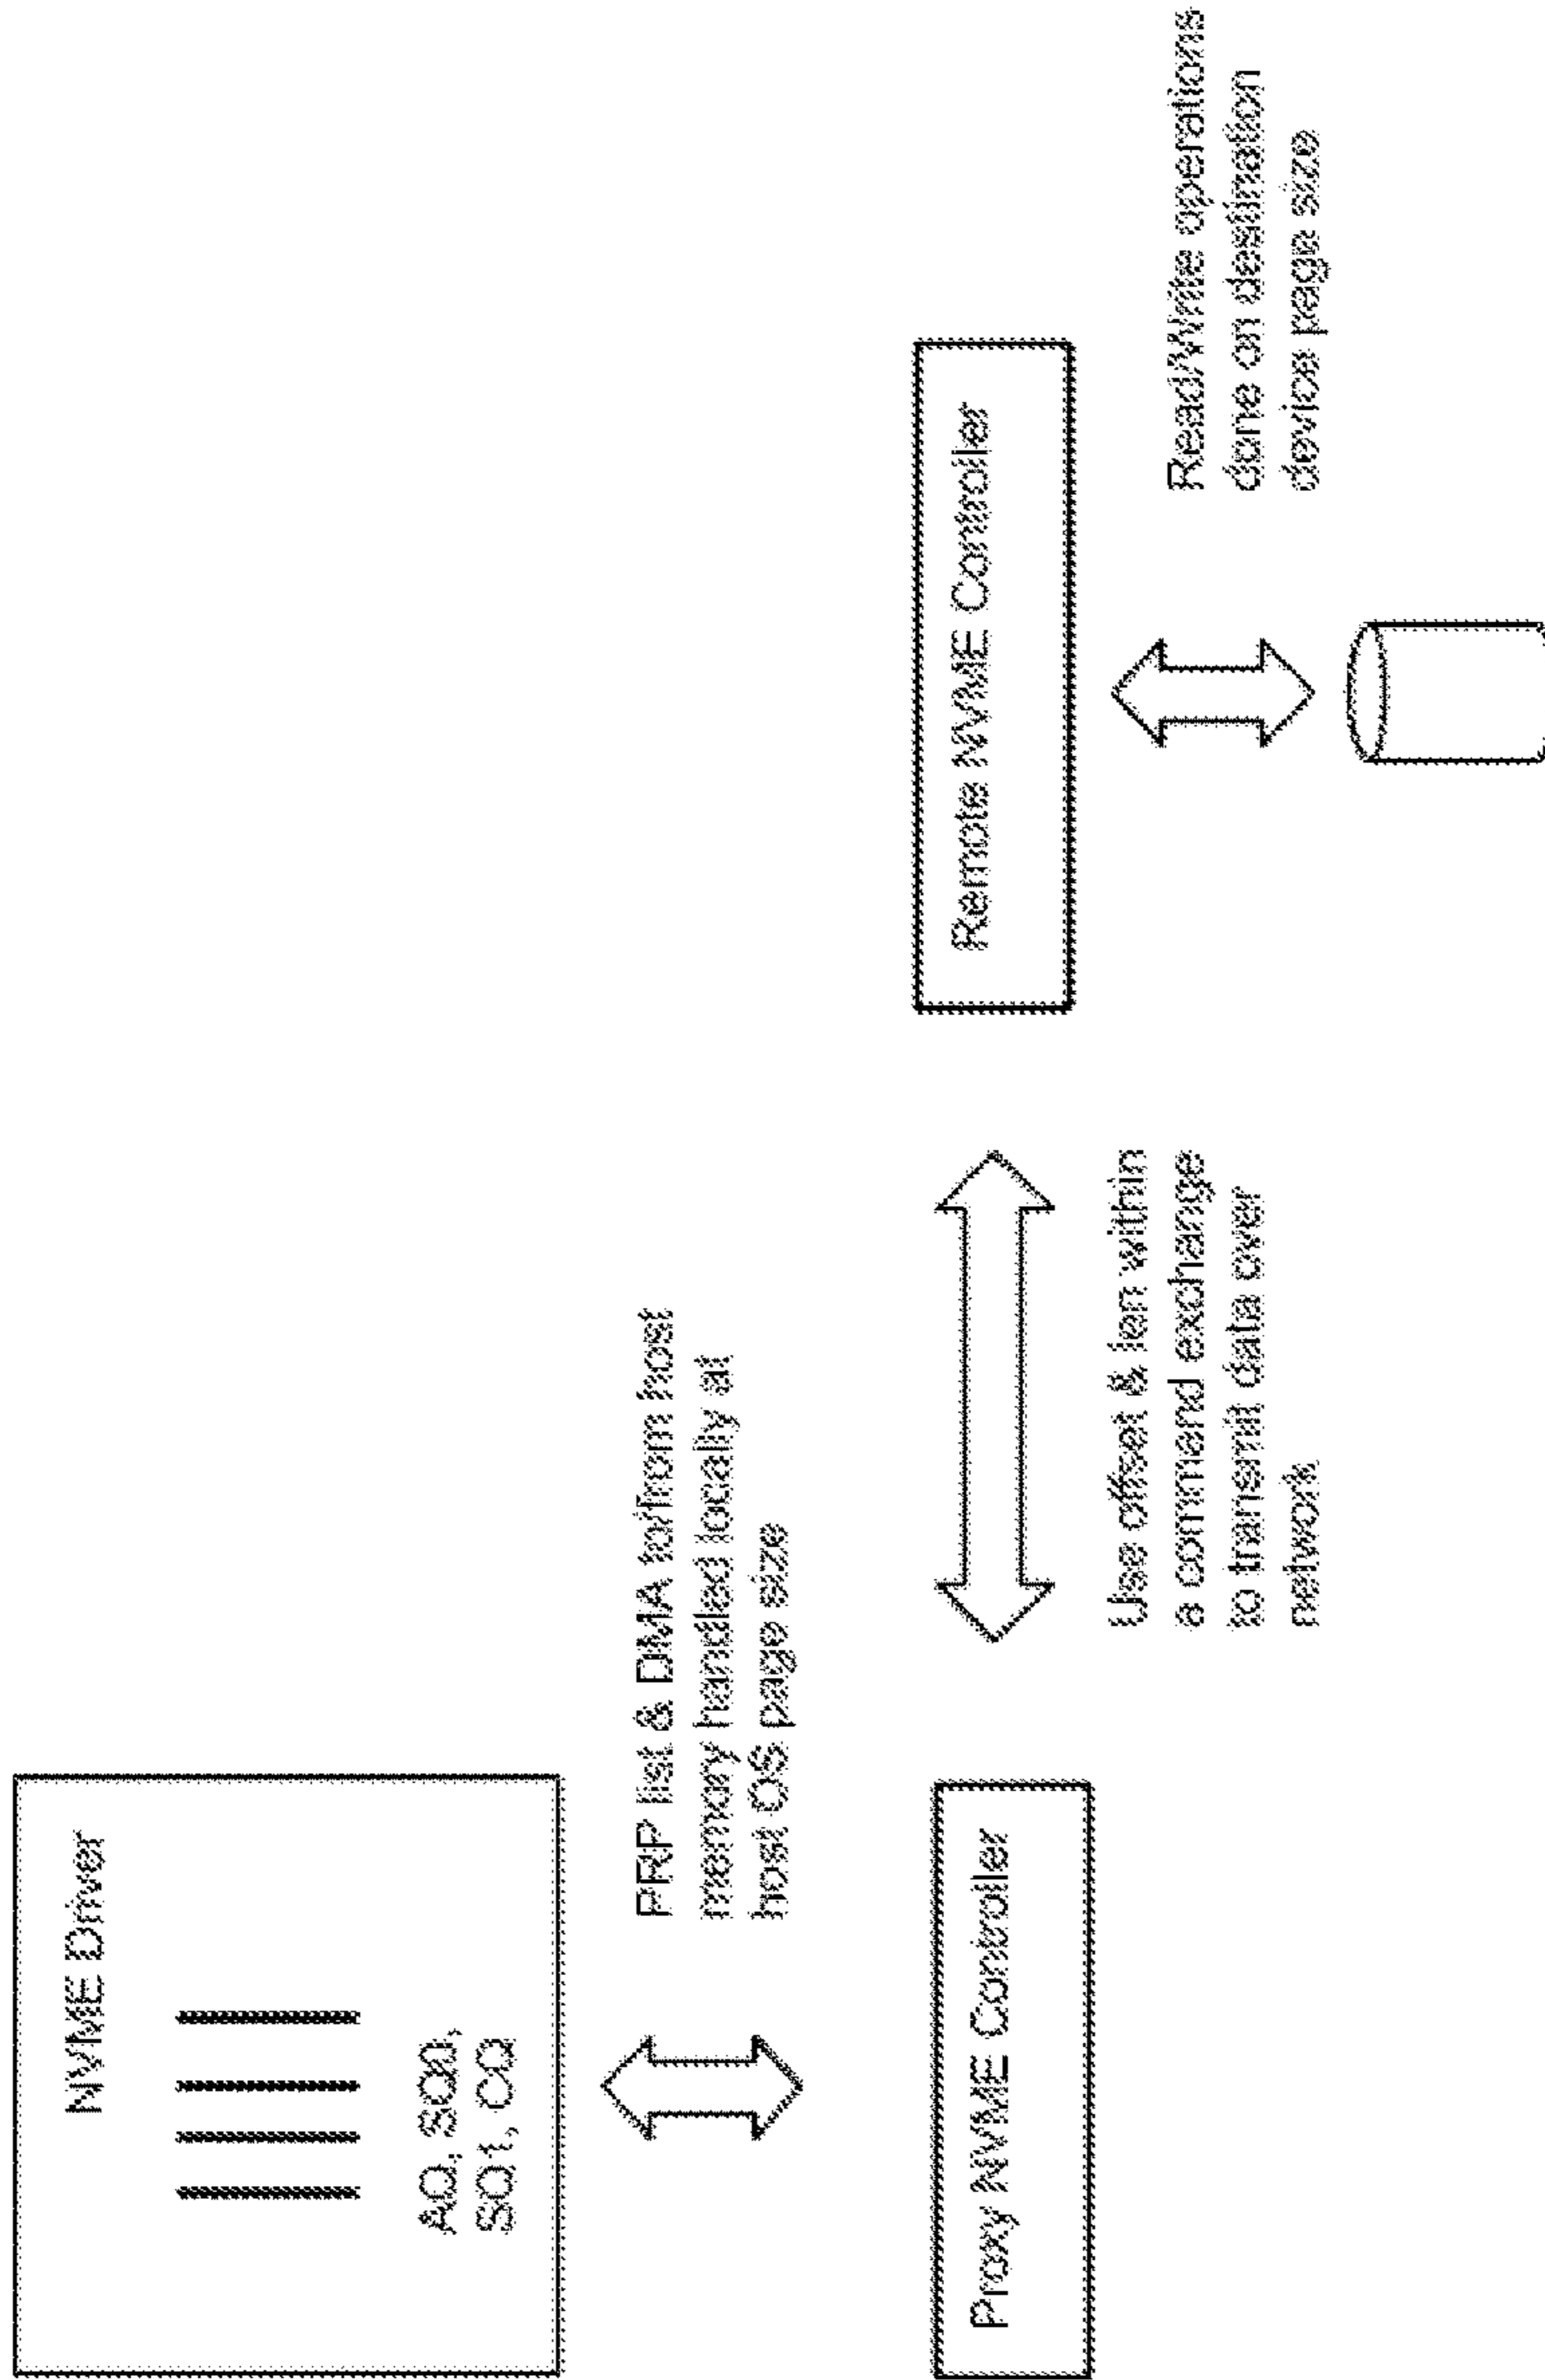 NVME Driver
AQ, SQ0,
SQ1, CQ
PRP list & DMA to/from host
memory handled locally at
host OS page size
Proxy NVME Controller
Use offset & len within
a command exchange
to transmit data over
network
Remote NVME Controller
Read/Write operations
done on destination
device page size